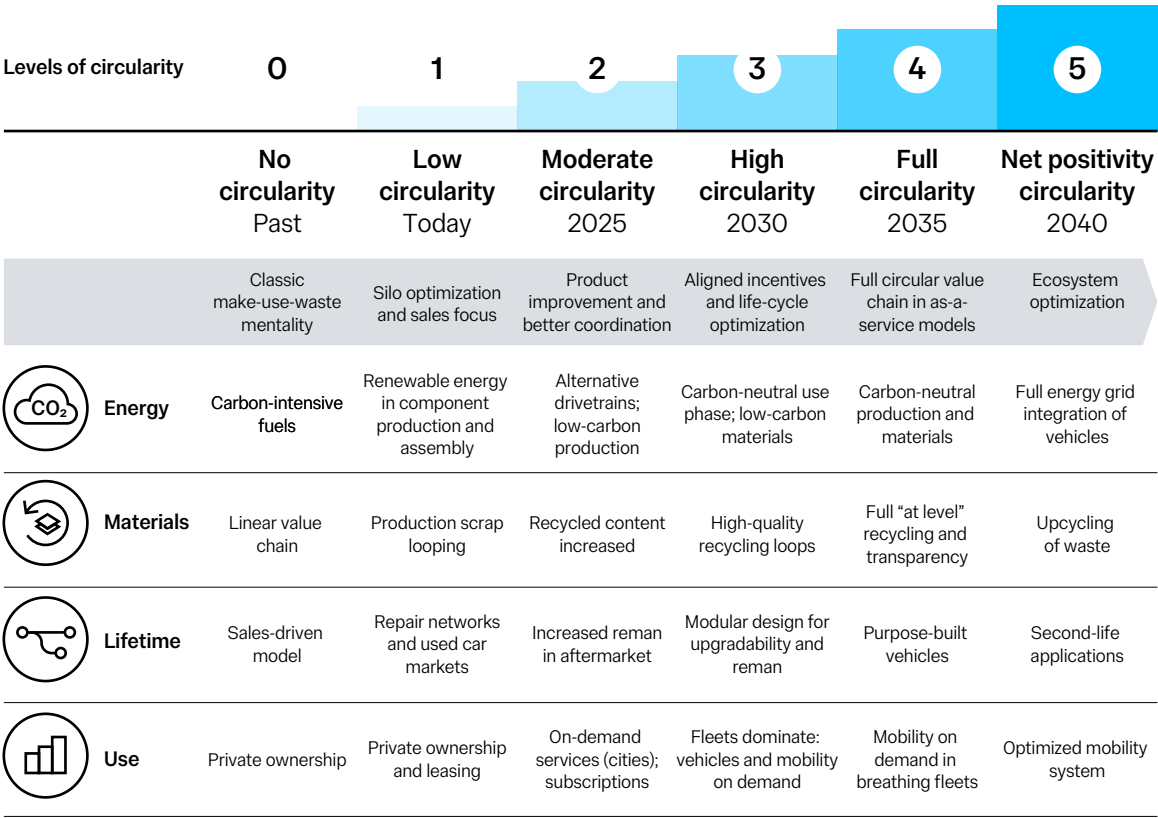 Levels of circularity
0
1
2
3
4
5
No
circularity
Past
Low
circularity
Today
Moderate
circularity
2025
High
circularity
2030
Full
circularity
2035
Net positivity
circularity
2040
Classic
make-use-waste
mentality
Silo optimization
and sales focus
Product
improvement and
better coordination
Aligned incentives
and life-cycle
optimization
Full circular value
chain in as-a-
service models
Ecosystem
optimization
CO₂
Energy
Carbon-intensive
fuels
Renewable energy
in component
production and
assembly
Alternative
drivetrains;
low-carbon
production
Carbon-neutral use
phase; low-carbon
materials
Carbon-neutral
production and
materials
Full energy grid
integration of
vehicles
Materials
Linear value
chain
Production scrap
looping
Recycled content
increased
High-quality
recycling loops
Full “at level”
recycling and
transparency
Upcycling
of waste
Lifetime
Sales-driven
model
Repair networks
and used car
markets
Increased reman
in aftermarket
Modular design for
upgradability and
reman
Purpose-built
vehicles
Second-life
applications
Use
Private ownership
Private ownership
and leasing
On-demand
services (cities);
subscriptions
Fleets dominate:
vehicles and mobility
on demand
Mobility on
demand in
breathing fleets
Optimized mobility
system